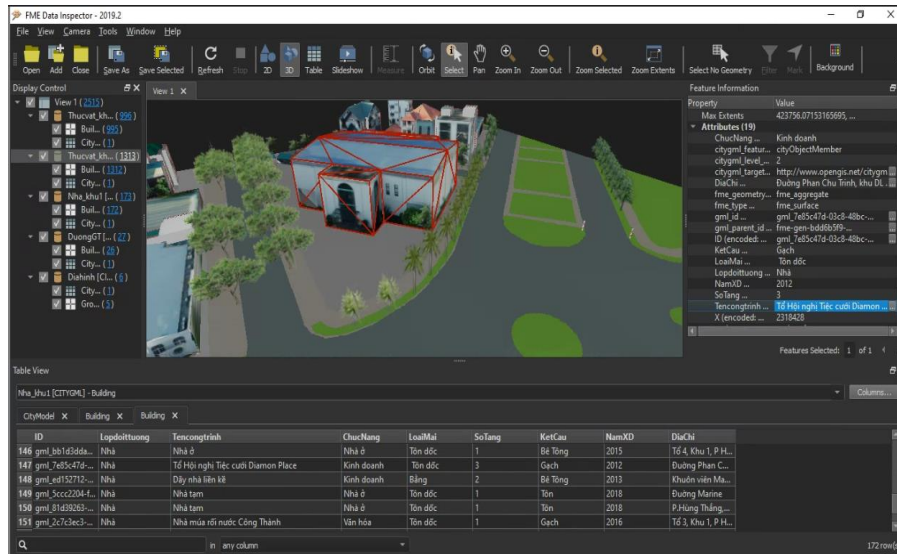 FME Data Inspector - 2019.2
File View Camera Tools Window Help
Open Add Close Save As Save Selected Refresh Stop 2D 3D Table Slideshow Measure Orbit Select Pan Zoom In Zoom Out Zoom Selected Zoom Extents Select No Geometry Filter Mark Background
Display Control
View 1 (2515)
Thucvat_kh... (996)
Buil... (995)
City... (1)
Thucvat_kh... (1313)
Buil... (1312)
City... (1)
Nha_khu1 [... (173)
Buil... (172)
City... (1)
DuongGT [... (27)
Buil... (26)
City... (1)
Diahinh [Cl... (6)
City... (1)
Gro... (5)
View 1
Feature Information
Property Value
Max Extents 423756.07153165695, ...
Attributes (19)
ChucNang ... Kinh doanh
citygml_featur... cityObjectMember
citygml_level_... 2
citygml_target... http://www.opengis.net/citygm
DiaChi ... Đường Phan Chu Trinh, khu DL ...
fme_geometry... fme_aggregate
fme_type ... fme_surface
gml_id ... gml_7e85c47d-03c8-48bc-...
gml_parent_id ... fme-gen-bdd6b5f9-...
ID (encoded: ... gml_7e85c47d-03c8-48bc-...
KetCau ... Gạch
LoaiMai ... Tôn dốc
Lopdoittuong ... Nhà
NamXD ... 2012
SoTang ... 3
Tencongtrinh ... Tổ Hội nghị Tiệc cưới Diamon ...
X (encoded: ... 2318428
Features Selected: 1 of 1
Table View
Nha_khu1 [CITYGML] - Building
Columns...
CityModel Building Building
ID Lopdoittuong Tencongtrinh ChucNang LoaiMai SoTang KetCau NamXD DiaChi
146 gml_bb1d3dda... Nhà Nhà ở Nhà ở Tôn dốc 1 Bê Tông 2015 Tổ 4, Khu 1, P H...
147 gml_7e85c47d-... Nhà Tổ Hội nghị Tiệc cưới Diamon Place Kinh doanh Tôn dốc 3 Gạch 2012 Đường Phan C...
148 gml_ed152712-... Nhà Dãy nhà liền kề Kinh doanh Bằng 2 Bê Tông 2013 Khuôn viên Ma...
149 gml_5ccc2204-f... Nhà Nhà tạm Nhà ở Tôn dốc 1 Tôn 2018 Đường Marine
150 gml_81d39263-... Nhà Nhà tạm Nhà ở Tôn dốc 1 Tôn 2018 P.Hùng Thắng,...
151 gml_2c7c3ec3-... Nhà Nhà múa rối nước Công Thành Văn hóa Tôn dốc 1 Gạch 2016 Tổ 3, Khu 1, P H...
in any column
172 row(s